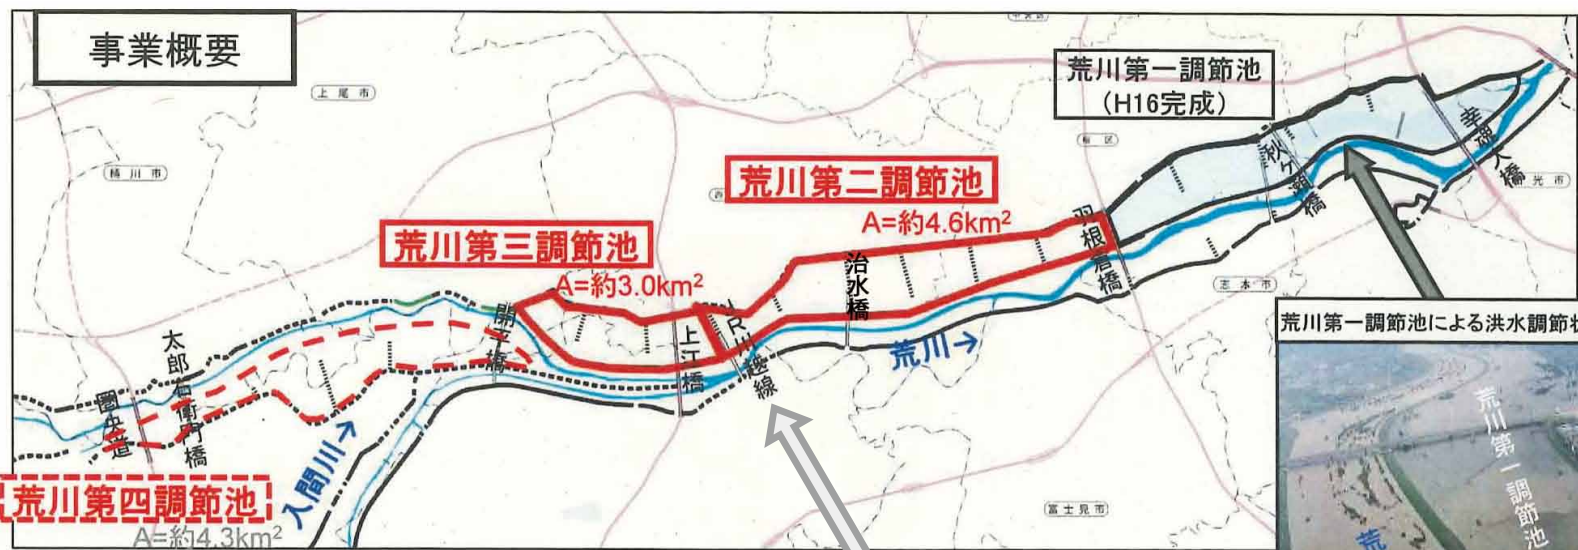 事業概要
上尾市
桶川市
荒川第一調節池
(H16完成)
桜区
荒川第二調節池
A=約4.6km²
荒川第三調節池
A=約3.0km²
荒川第四調節池
A=約4.3km²
圏央道
太郎右衛門橋
開平橋
入間川→
上江橋
JR川越線
治水橋
荒川→
羽根倉橋
秋ヶ瀬橋
幸魂大橋
光市
志木市
富士見市
荒川第一調節池による洪水調節状
荒川第一調節池
荒